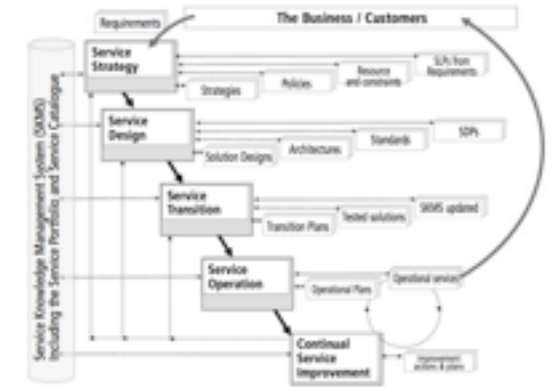 Requirements
The Business / Customers
Service
Strategy
SLPs from
Requirements
Resource
and constraints
Policies
Strategies
Service
Design
SDPs
Standards
Architectures
Solution Designs
Service
Transition
SKMS updated
Tested solutions
Transition Plans
Service
Operation
Operational services
Operational Plans
Continual
Service
Improvement
Improvement
actions & plans
Service Knowledge Management System (SKMS)
Including the Service Portfolio and Service Catalogue